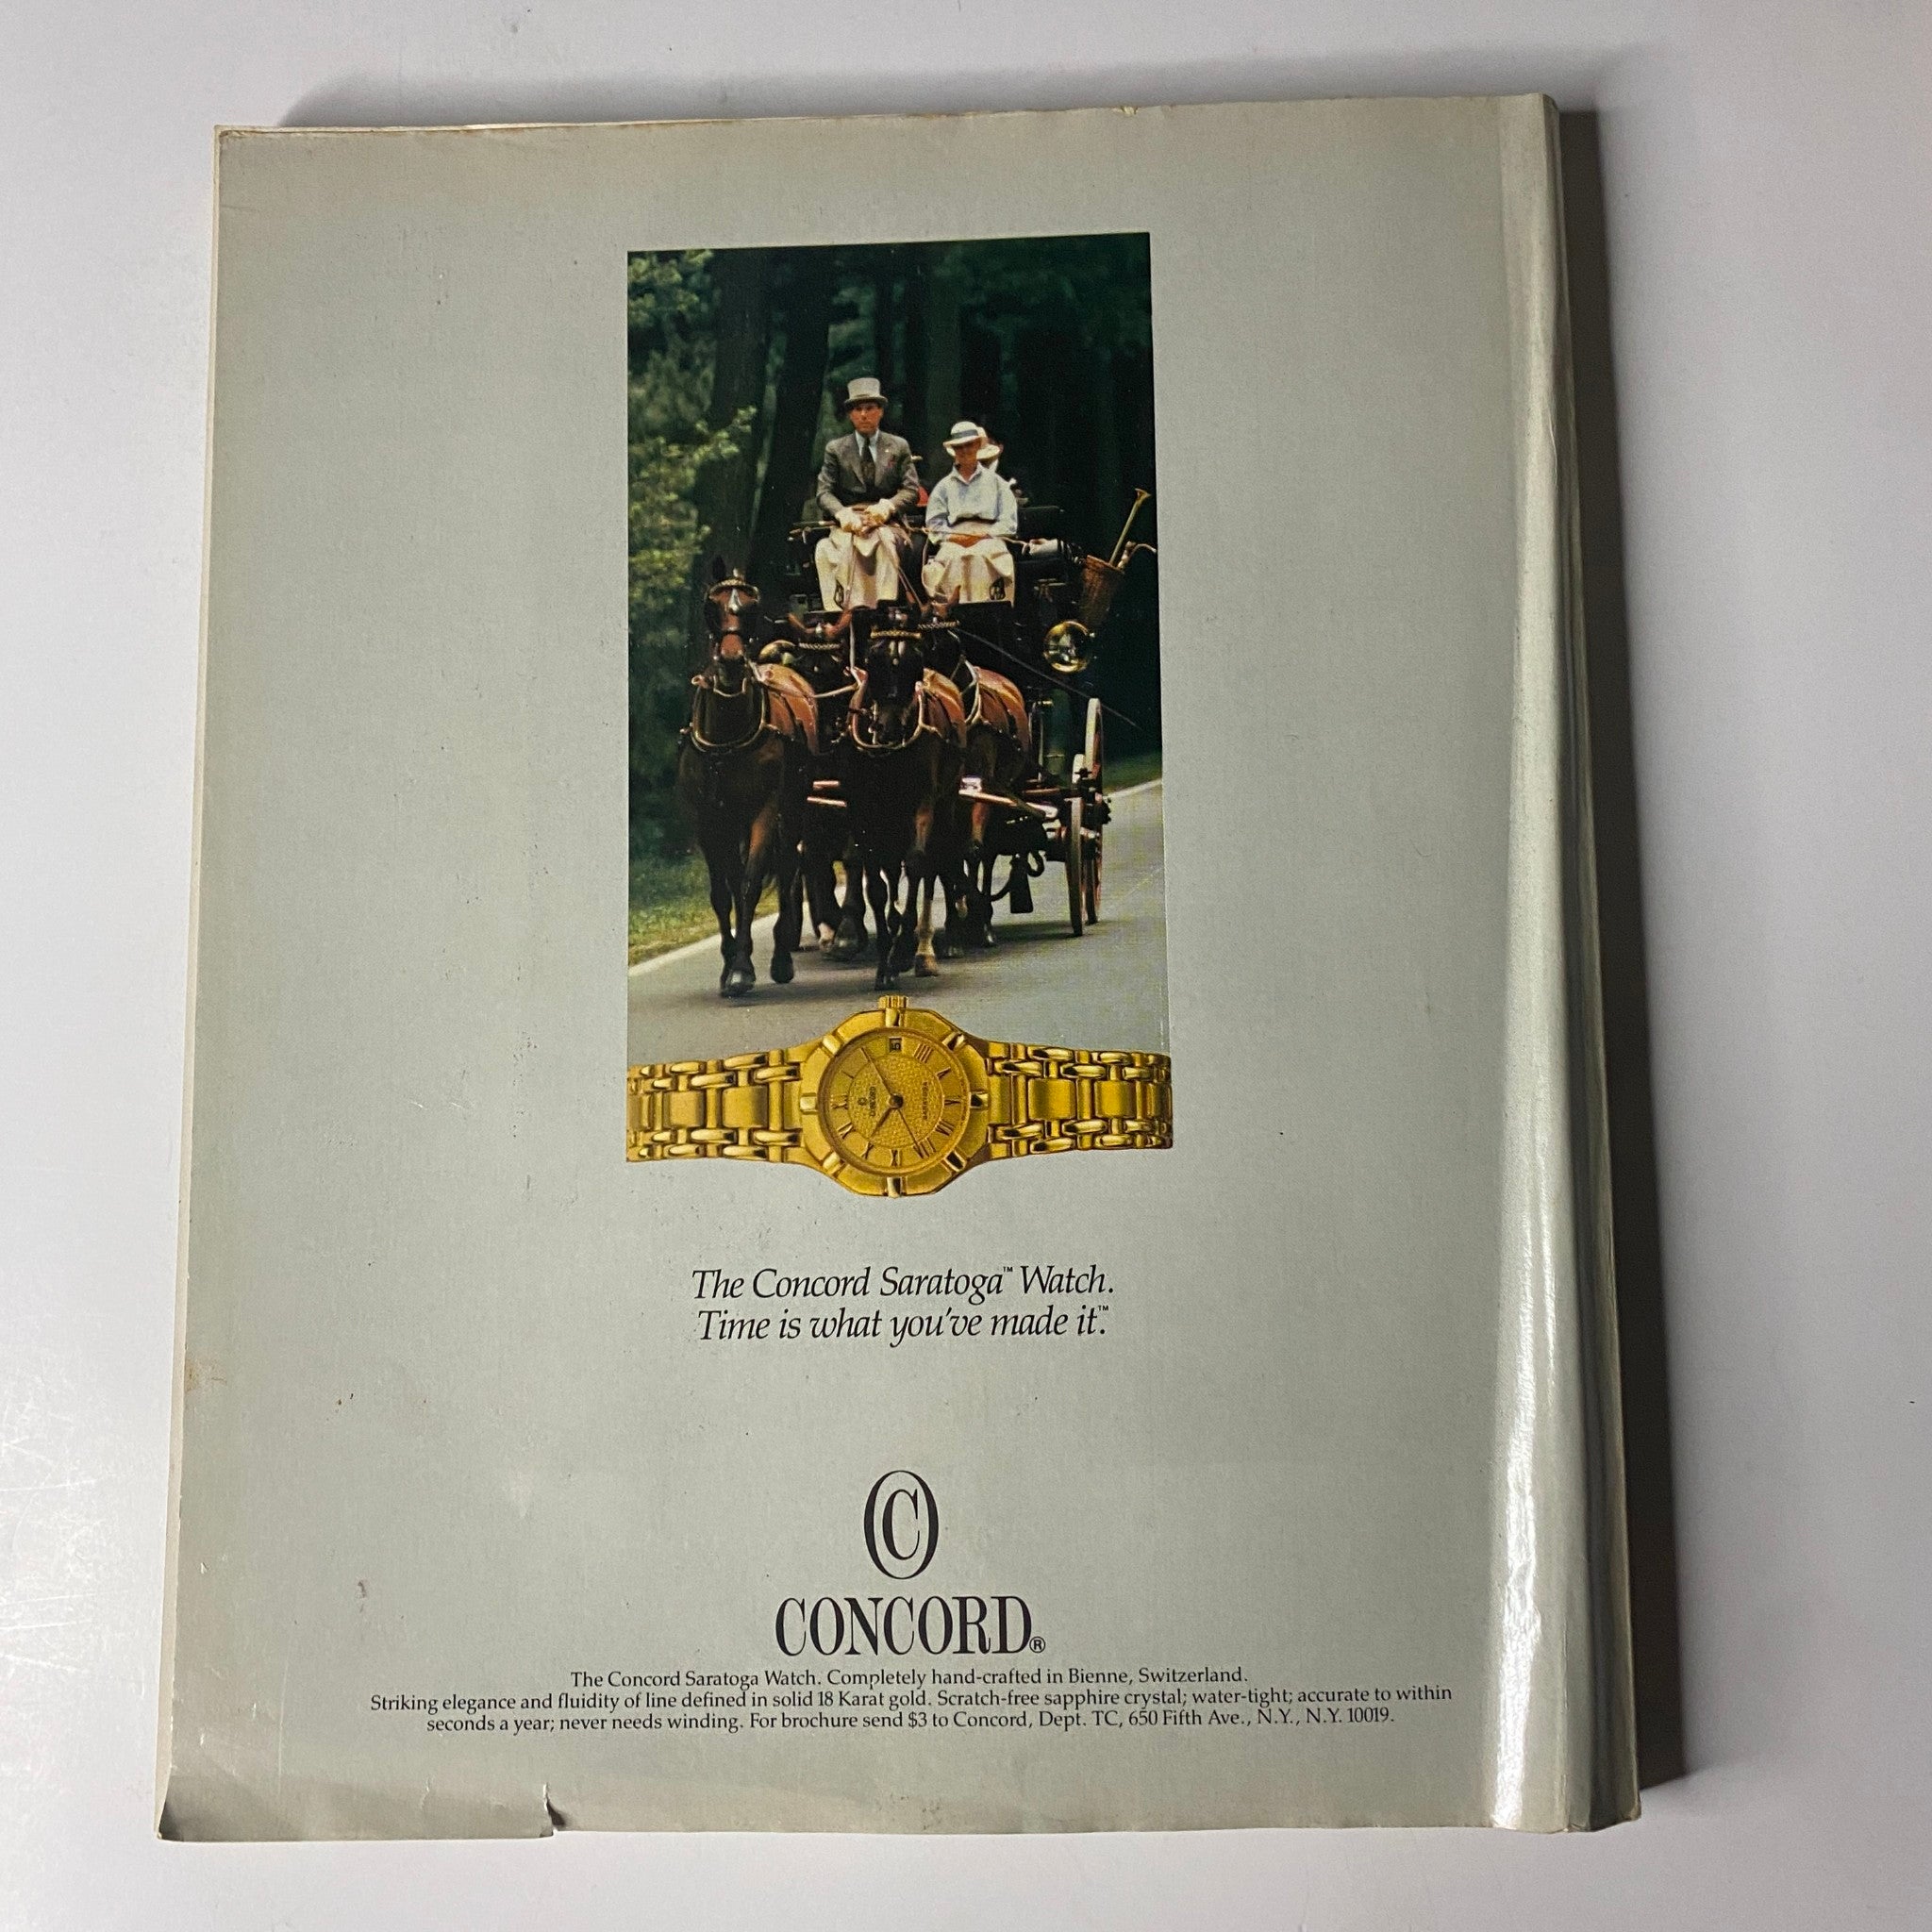 The Concord Saratoga™ Watch.
Time is what you've made it.™
C
CONCORD®
The Concord Saratoga Watch. Completely hand-crafted in Bienne, Switzerland.
Striking elegance and fluidity of line defined in solid 18 Karat gold. Scratch-free sapphire crystal; water-tight; accurate to within
seconds a year; never needs winding. For brochure send $3 to Concord, Dept. TC, 650 Fifth Ave., N.Y., N.Y. 10019.